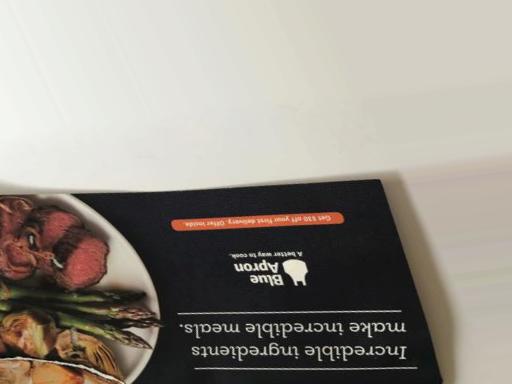 Incredible ingredients
make incredible meals.
Blue
Apron
A better way to cook.
Get $30 off your first delivery. Offer inside.